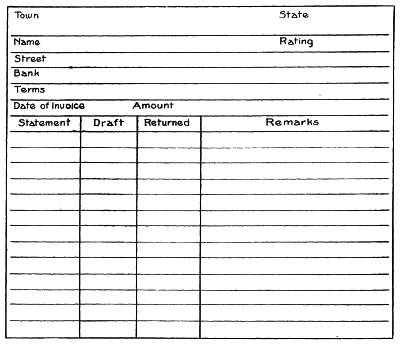 Town State
Name Rating
Street
Bank
Terms
Date of Invoice Amount
Statement Draft Returned Remarks